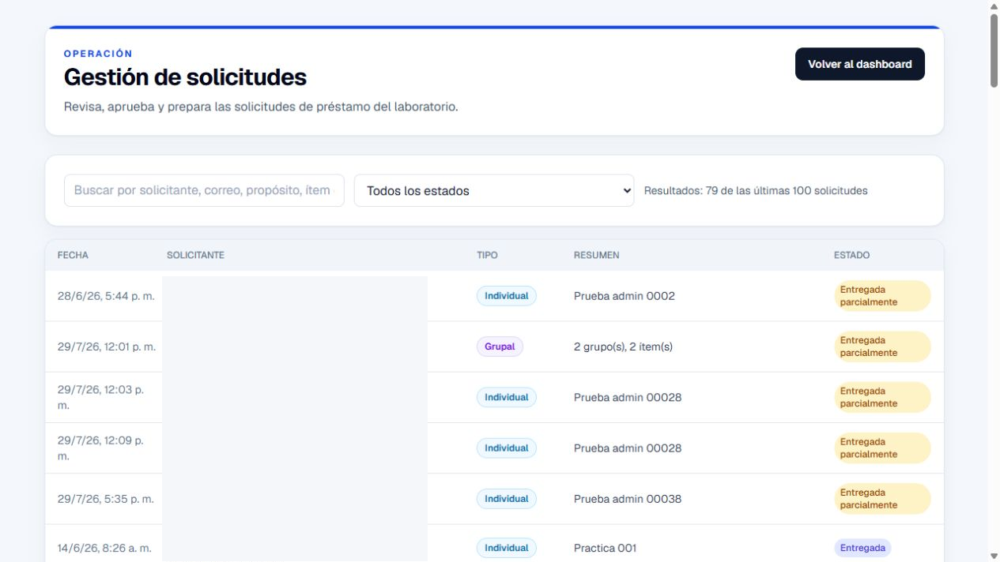 OPERACIÓN
Gestión de solicitudes
Volver al dashboard
Revisa, aprueba y prepara las solicitudes de préstamo del laboratorio.
Buscar por solicitante, correo, propósito, ítem
Todos los estados
Resultados: 79 de las últimas 100 solicitudes
FECHA SOLICITANTE TIPO RESUMEN ESTADO
28/6/26, 5:44 p. m. Individual Prueba admin 0002 Entregada
parcialmente
29/7/26, 12:01 p. m. Grupal 2 grupo(s), 2 ítem(s) Entregada
parcialmente
29/7/26, 12:03 p.
m. Individual Prueba admin 00028 Entregada
parcialmente
29/7/26, 12:09 p.
m. Individual Prueba admin 00028 Entregada
parcialmente
29/7/26, 5:35 p. m. Individual Prueba admin 00038 Entregada
parcialmente
14/6/26, 8:26 a. m. Individual Practica 001 Entregada